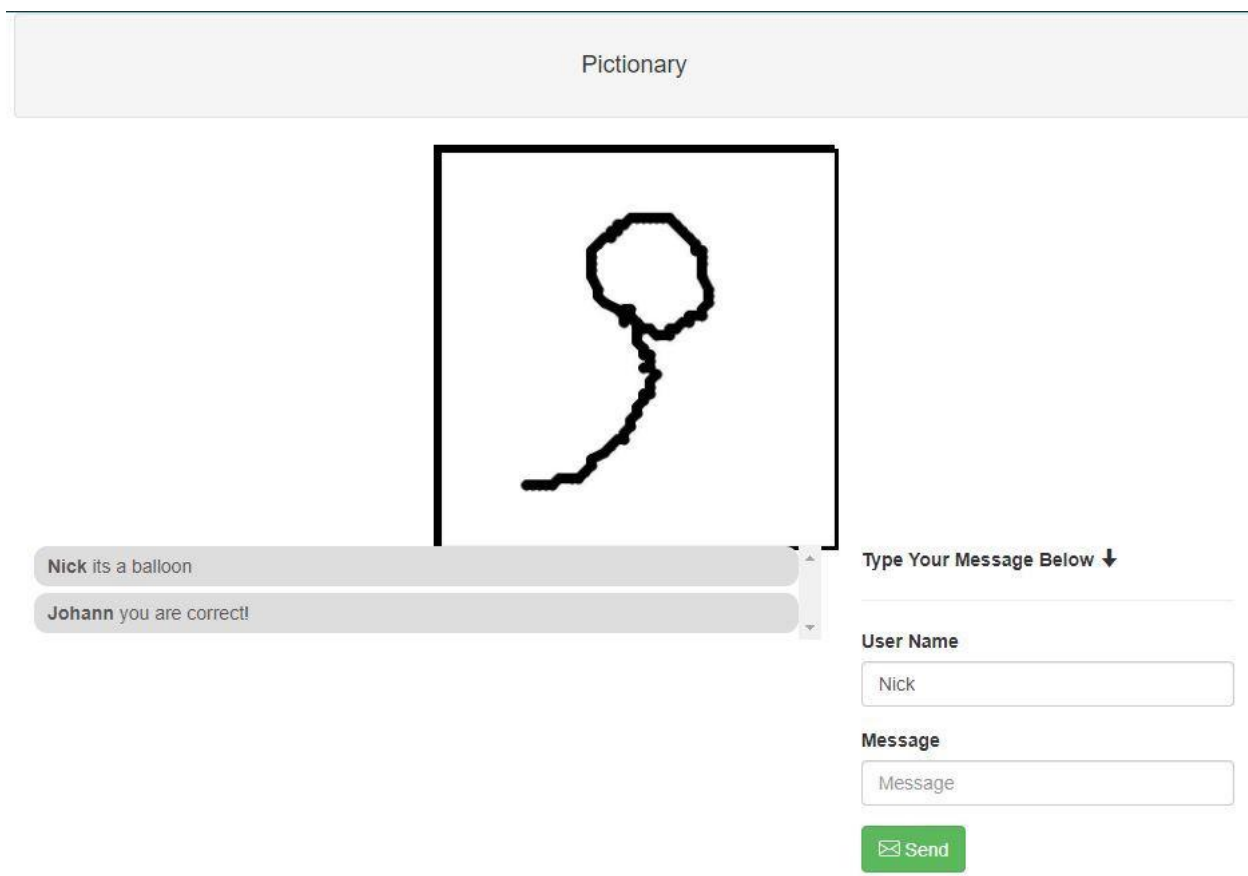 Pictionary
Nick its a balloon
Johann you are correct!
Type Your Message Below
User Name
Nick
Message
Message
Send